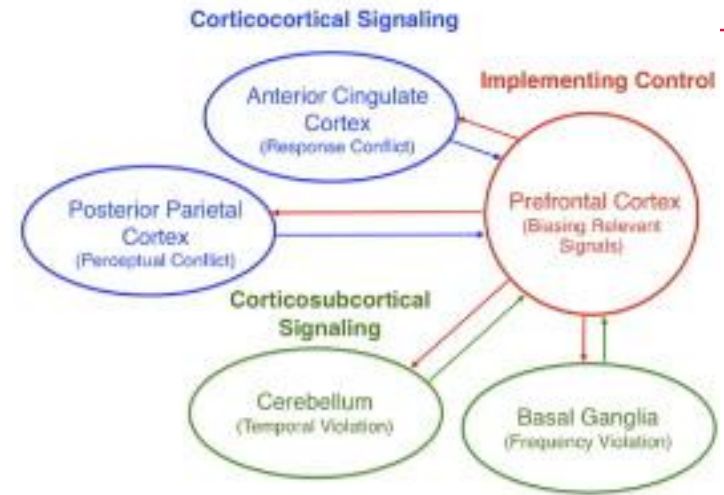 Corticocortical Signaling
Implementing Control
Anterior Cingulate
Cortex
(Response Conflict)
Prefrontal Cortex
(Biasing Relevant
Signals)
Posterior Parietal
Cortex
(Perceptual Conflict)
Corticosubcortical
Signaling
Cerebellum
(Temporal Violation)
Basal Ganglia
(Frequency Violation)